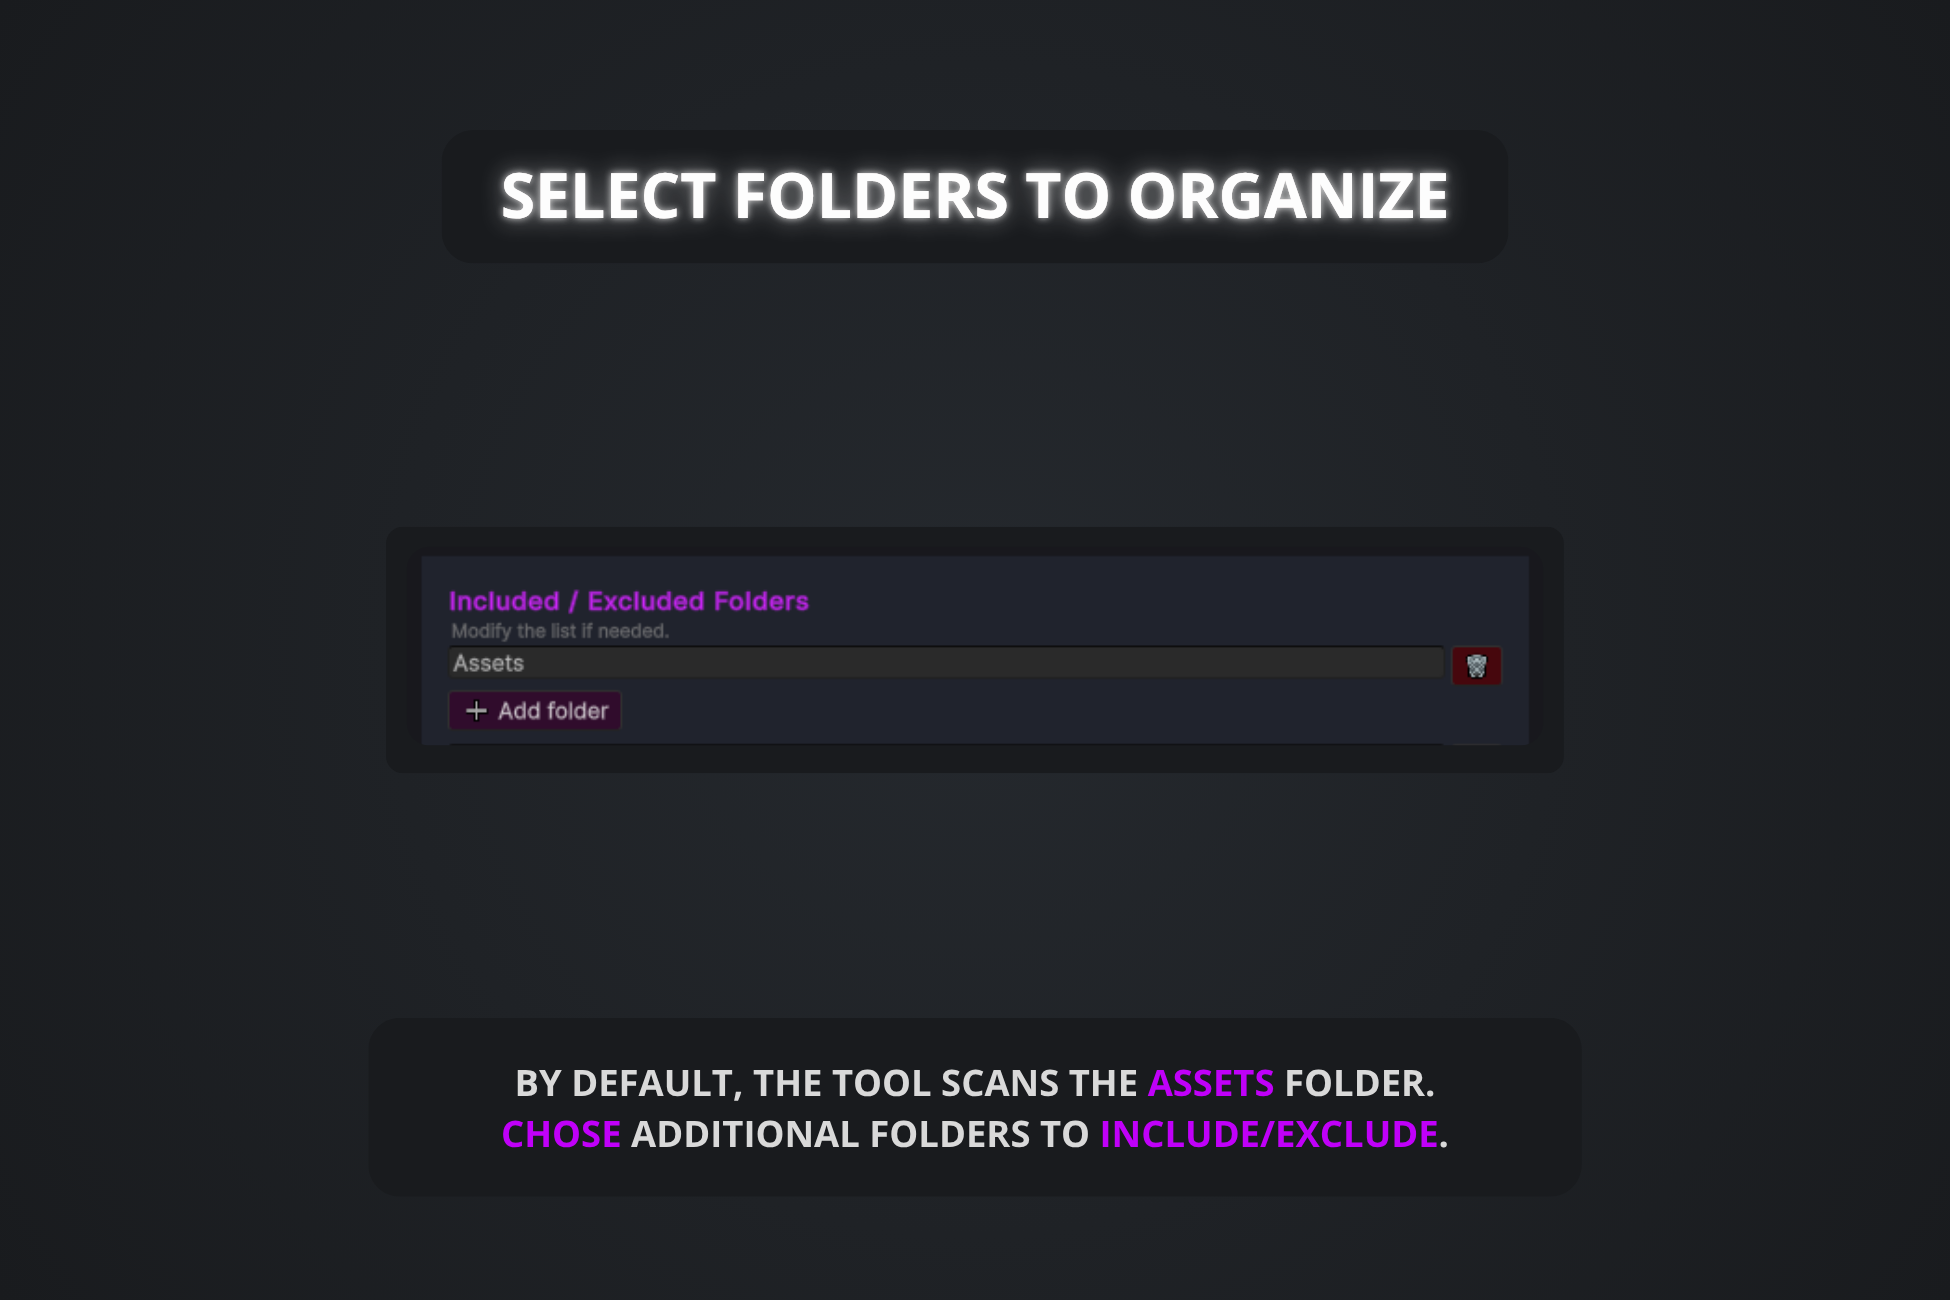 SELECT FOLDERS TO ORGANIZE
Included / Excluded Folders
Modify the list if needed.
Assets
+ Add folder
BY DEFAULT, THE TOOL SCANS THE ASSETS FOLDER.
CHOSE ADDITIONAL FOLDERS TO INCLUDE/EXCLUDE.